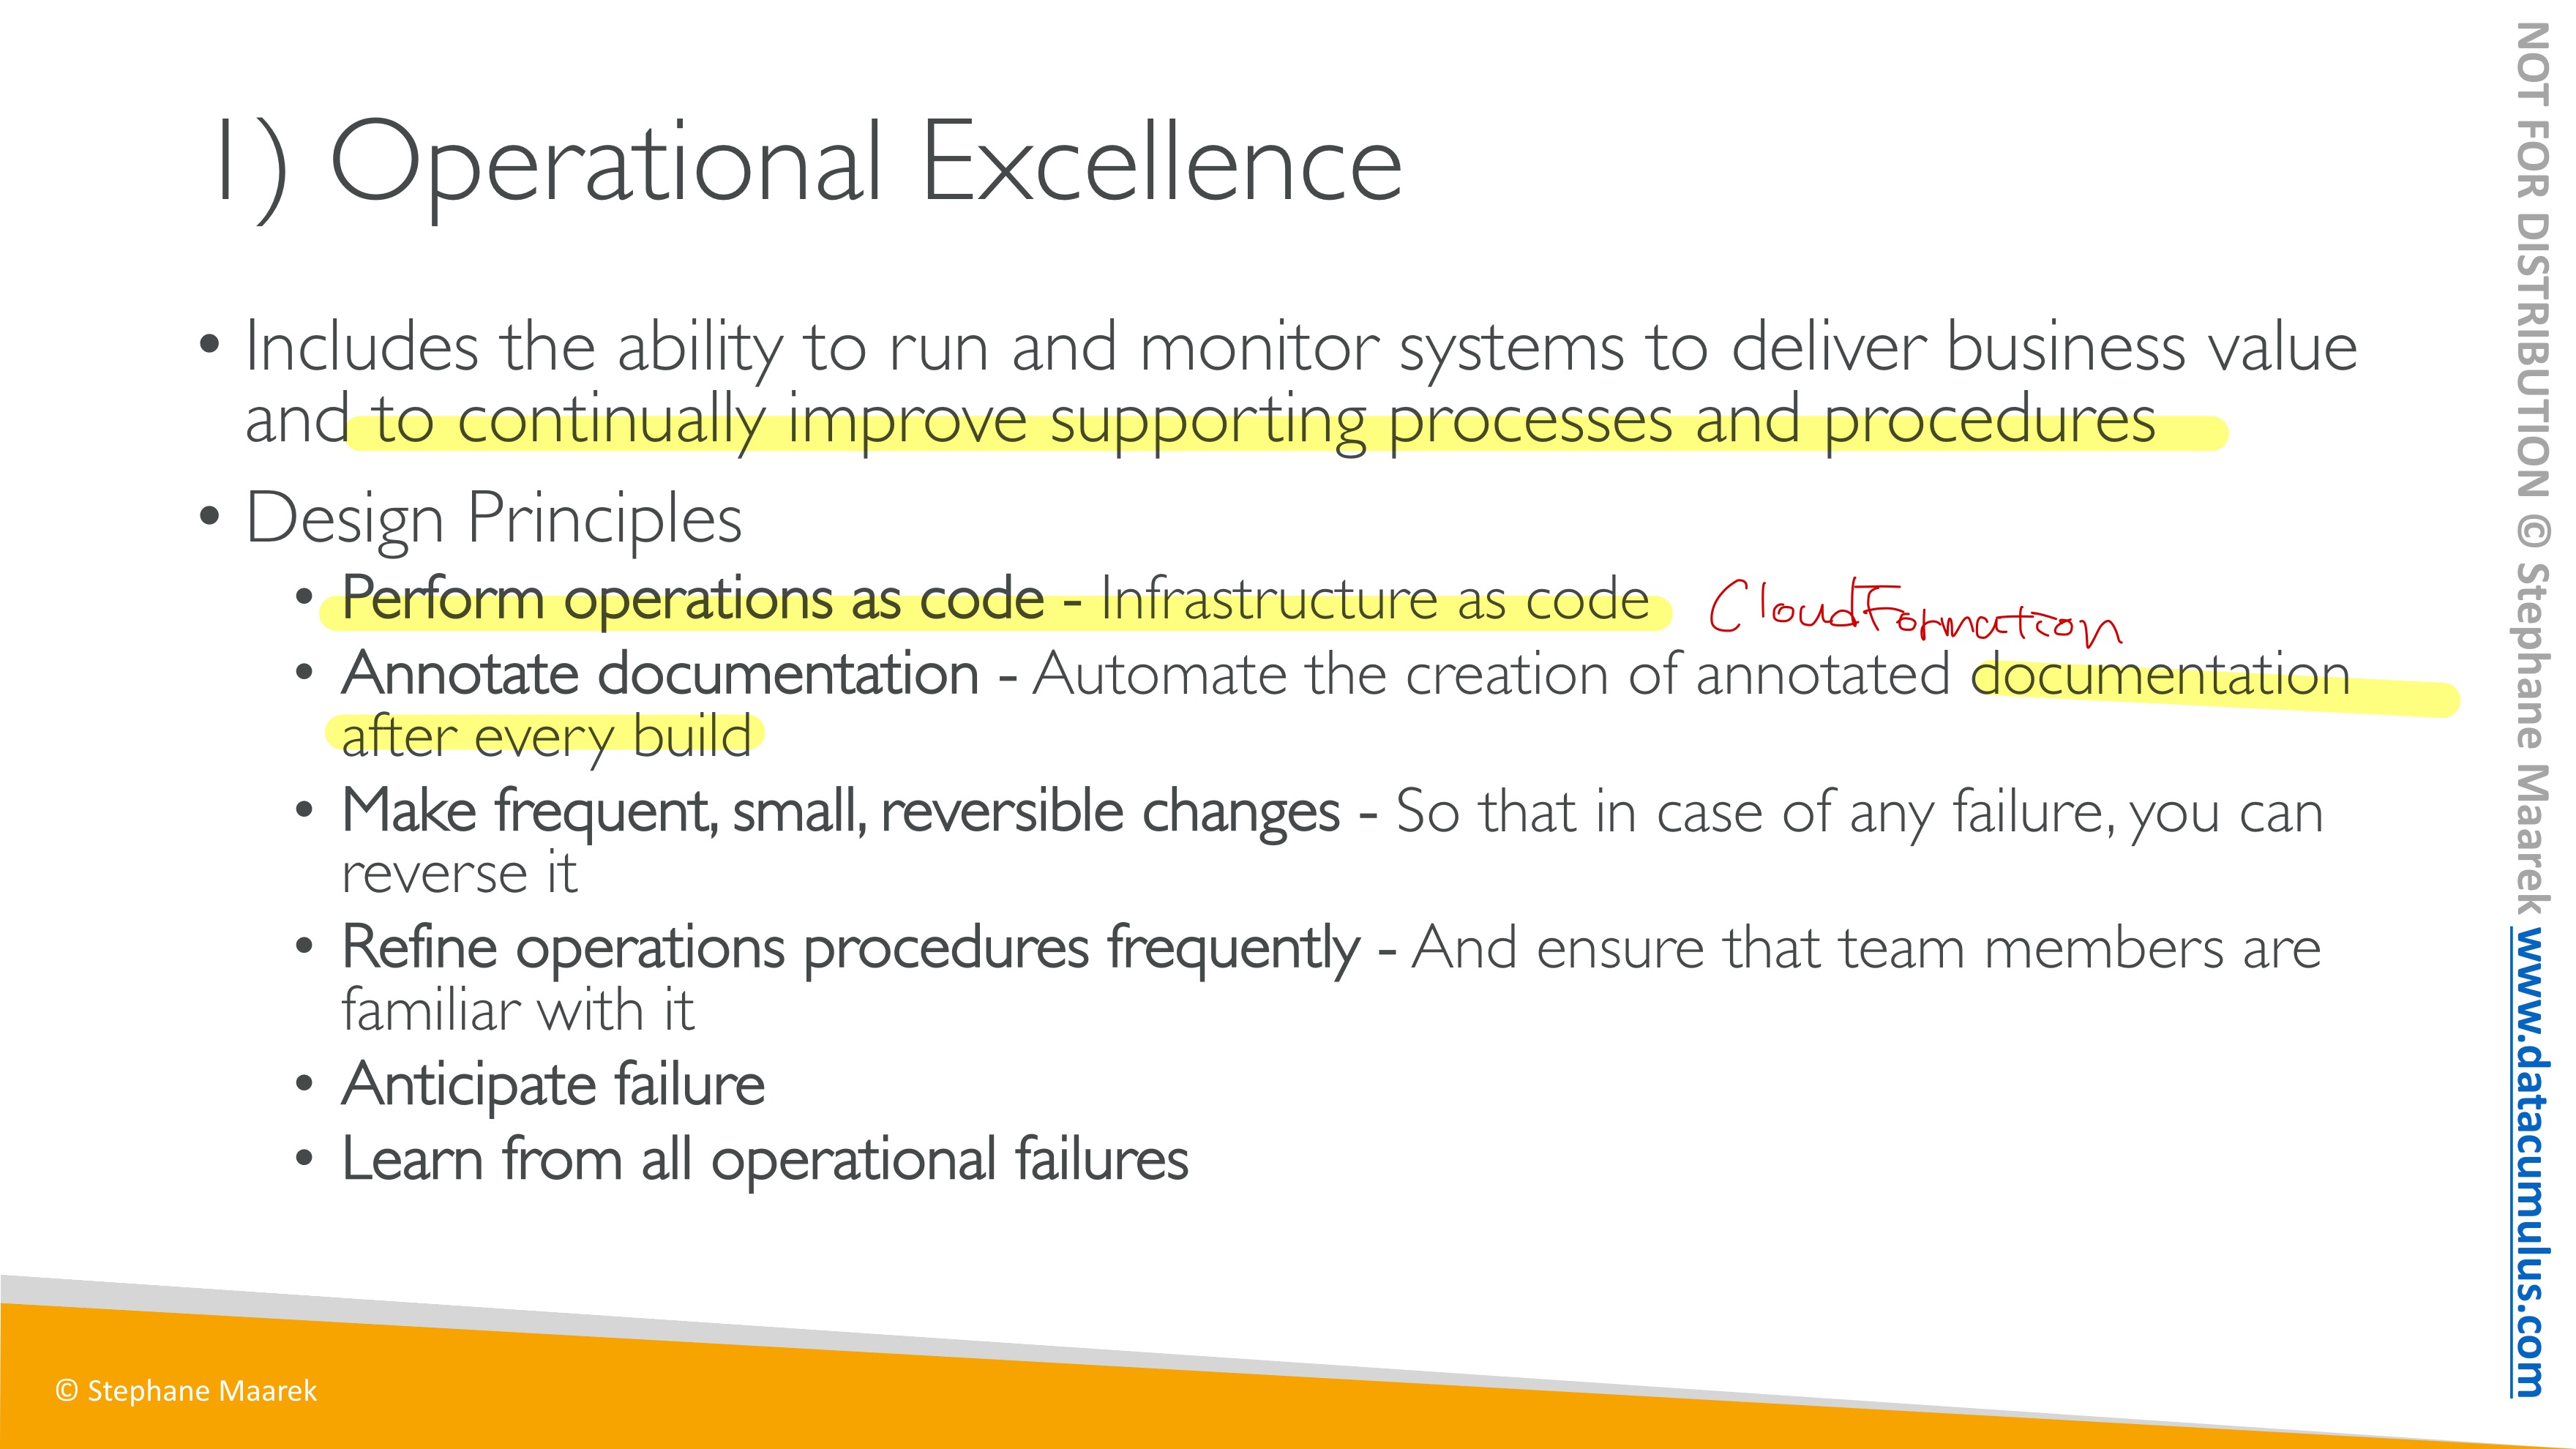 1) Operational Excellence
• Includes the ability to run and monitor systems to deliver business value
and to continually improve supporting processes and procedures
• Design Principles
• Perform operations as code - Infrastructure as code CloudFormation
• Annotate documentation - Automate the creation of annotated documentation
after every build
• Make frequent, small, reversible changes - So that in case of any failure, you can
reverse it
• Refine operations procedures frequently - And ensure that team members are
familiar with it
• Anticipate failure
• Learn from all operational failures
© Stephane Maarek
NOT FOR DISTRIBUTION © Stephane Maarek www.datacumulus.com